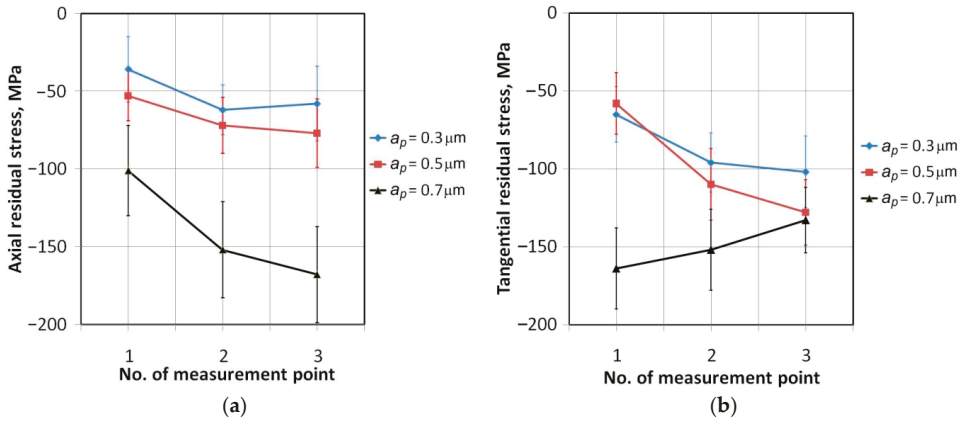 (a)
(b)
0
−50
−100
−150
−200
Axial residual stress, MPa
1 2 3
No. of measurement point
aₚ = 0.3 μm
aₚ = 0.5 μm
aₚ = 0.7 μm
0
−50
−100
−150
−200
Tangential residual stress, MPa
1 2 3
No. of measurement point
aₚ = 0.3 μm
aₚ = 0.5 μm
aₚ = 0.7 μm
(a)
(b)